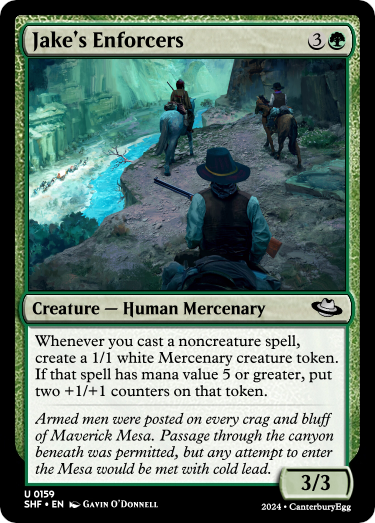 Jake's Enforcers 3
Creature — Human Mercenary
Whenever you cast a noncreature spell,
create a 1/1 white Mercenary creature token.
If that spell has mana value 5 or greater, put
two +1/+1 counters on that token.
Armed men were posted on every crag and bluff
of Maverick Mesa. Passage through the canyon
beneath was permitted, but any attempt to enter
the Mesa would be met with cold lead.
3/3
U 0159
SHF • EN Gavin O'Donnell
2024 • CanterburyEgg